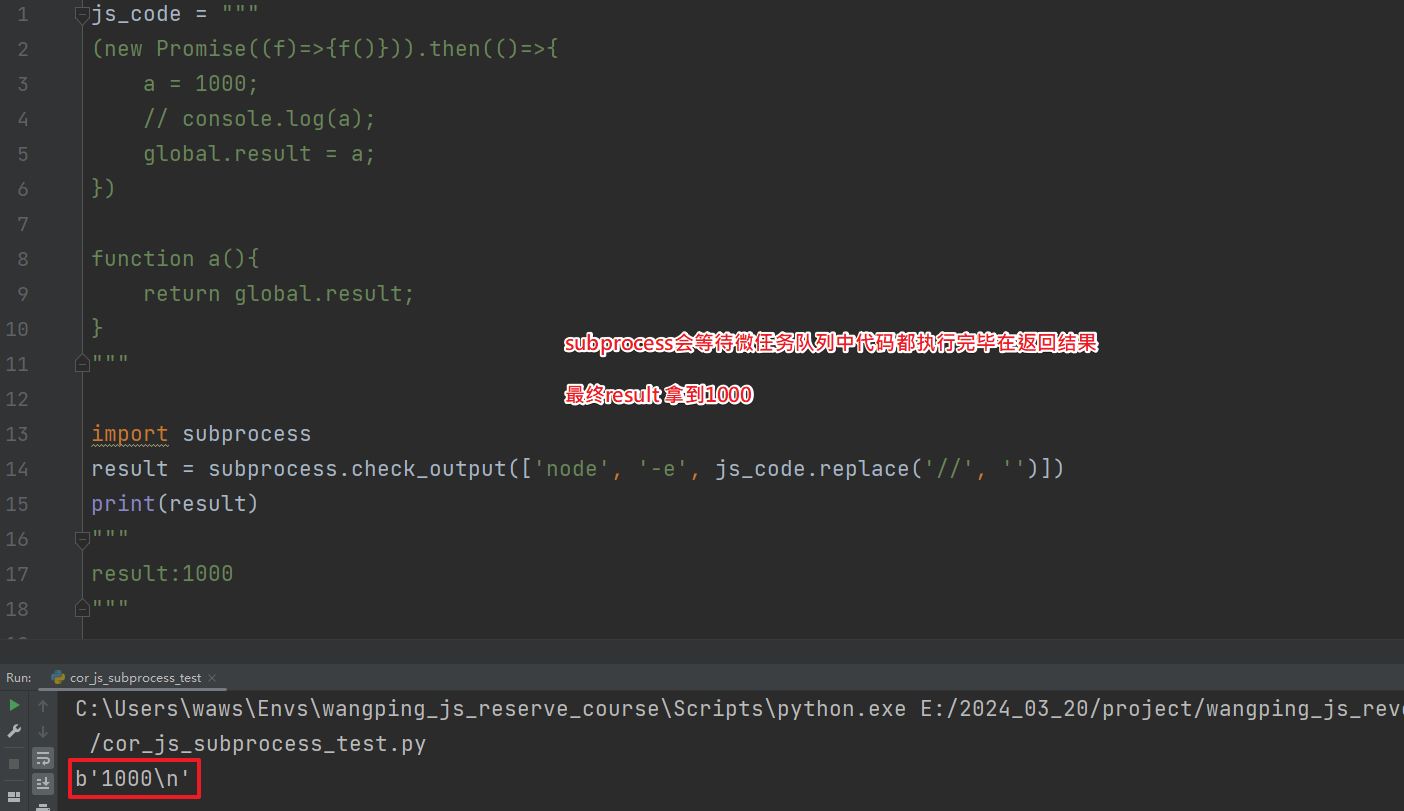 1 js_code = """
2 (new Promise((f)=>{f()})).then(()=>{
3 a = 1000;
4 // console.log(a);
5 global.result = a;
6 })
7
8 function a(){
9 return global.result;
10 }
subprocess会等待微任务队列中代码都执行完毕在返回结果
11 """
最终result 拿到1000
12
13 import subprocess
14 result = subprocess.check_output(['node', '-e', js_code.replace('//', '')])
15 print(result)
16 """
17 result:1000
18 """
Run: cor_js_subprocess_test ×
C:\Users\waws\Envs\wangping_js_reserve_course\Scripts\python.exe E:/2024_03_20/project/wangping_js_reve
/cor_js_subprocess_test.py
b'1000\n'